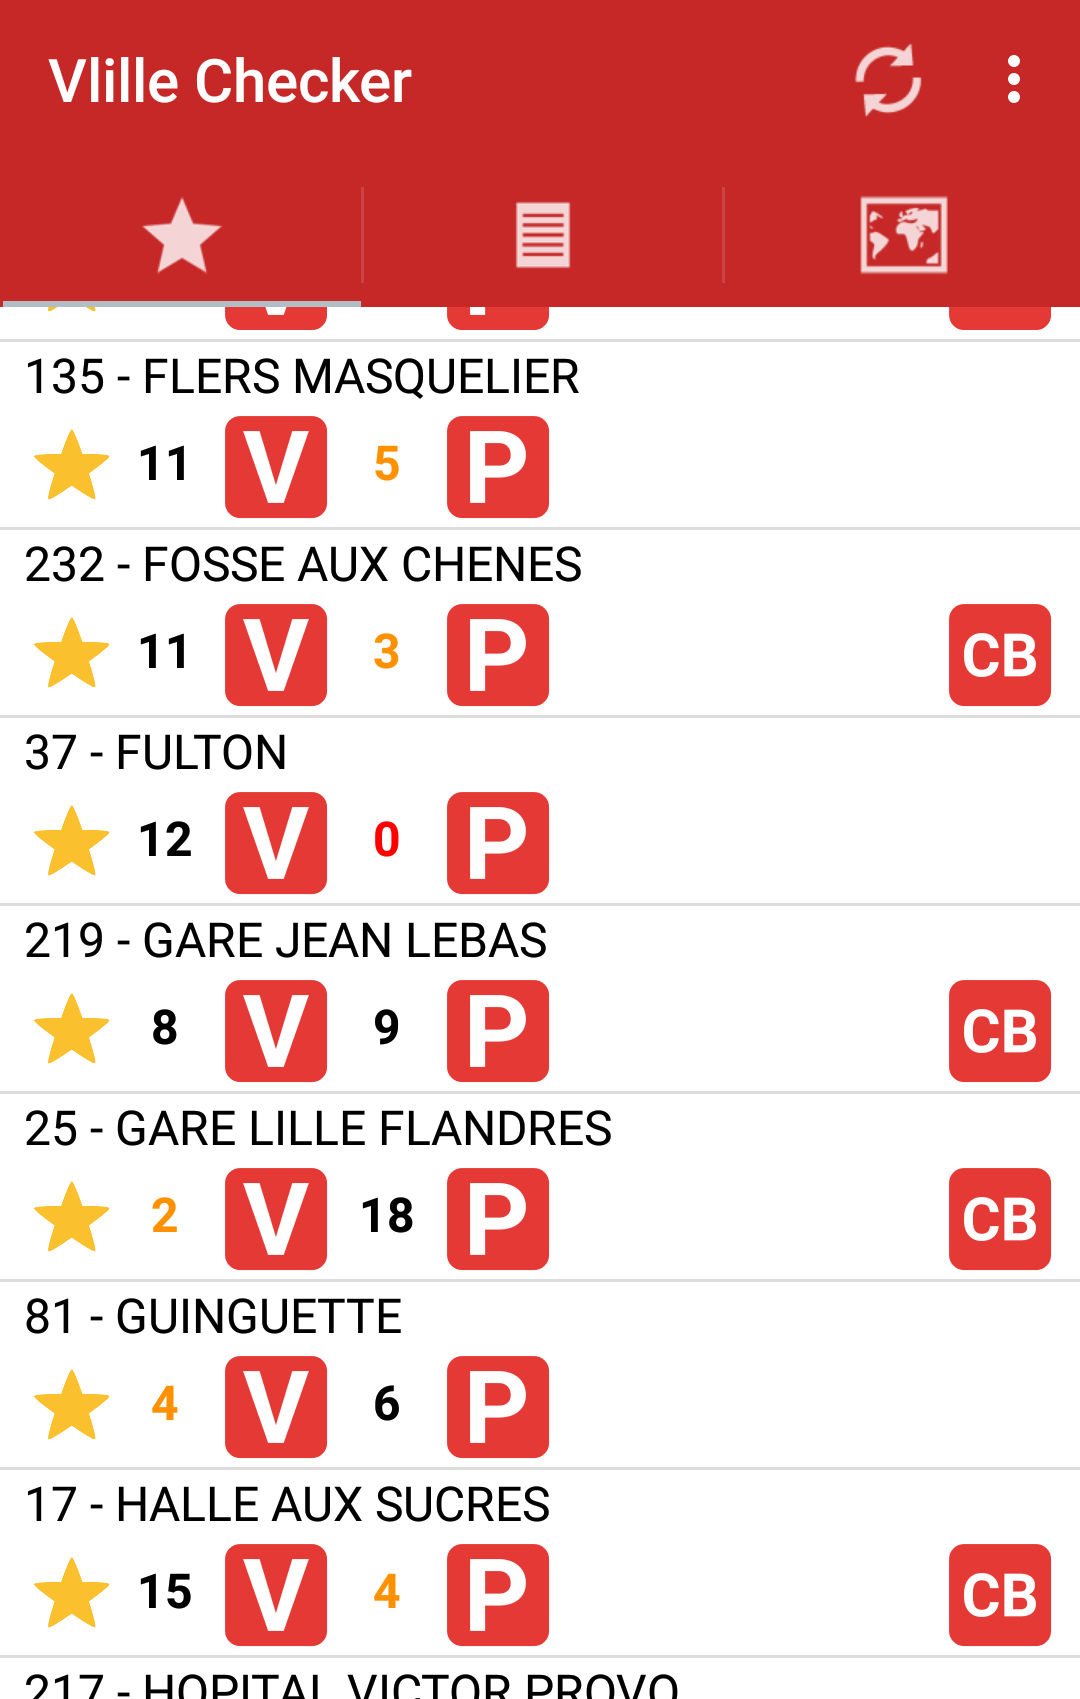 Vlille Checker
135 - FLERS MASQUELIER
11 V 5 P
232 - FOSSE AUX CHENES
11 V 3 P CB
37 - FULTON
12 V 0 P
219 - GARE JEAN LEBAS
8 V 9 P CB
25 - GARE LILLE FLANDRES
2 V 18 P CB
81 - GUINGUETTE
4 V 6 P
17 - HALLE AUX SUCRES
15 V 4 P CB
217 - HOPITAL VICTOR PROVO